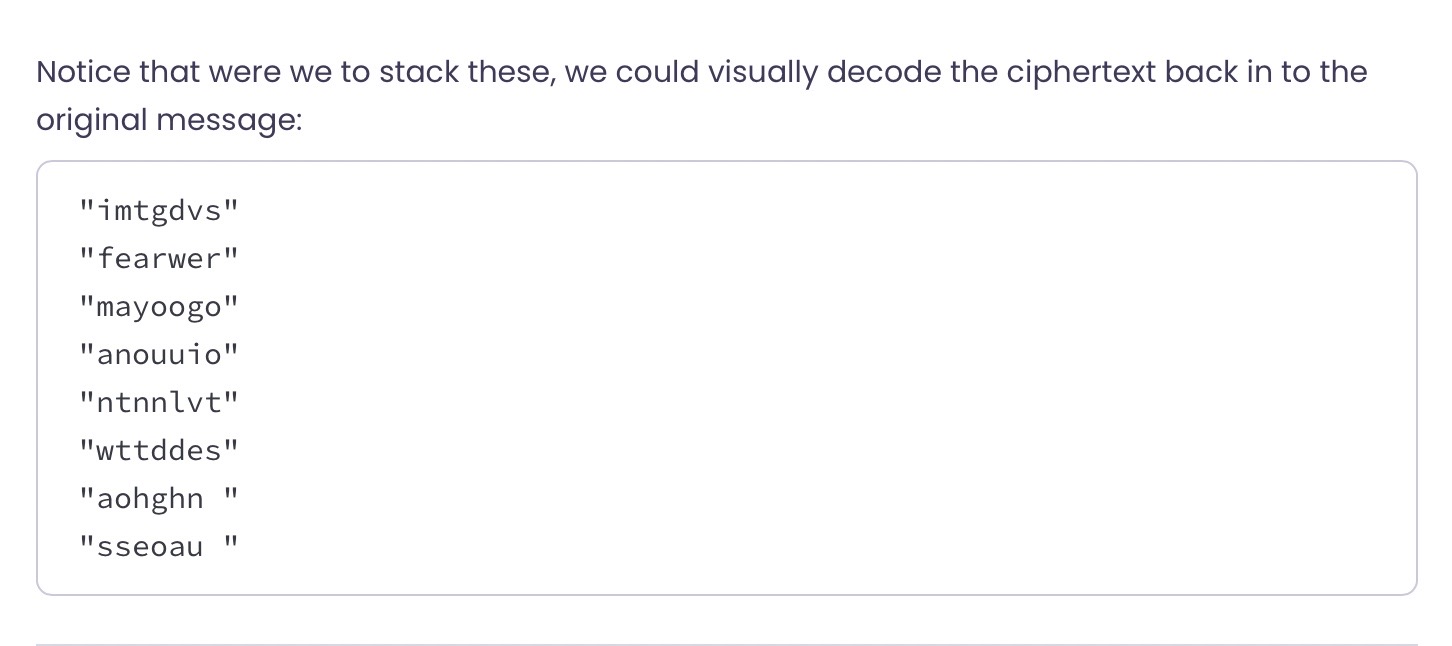 Notice that were we to stack these, we could visually decode the ciphertext back in to the
original message:
"imtgdvs"
"fearwer"
"mayoogo"
"anouuio"
"ntnnlvt"
"wttddes"
"aohghn "
"sseoau "